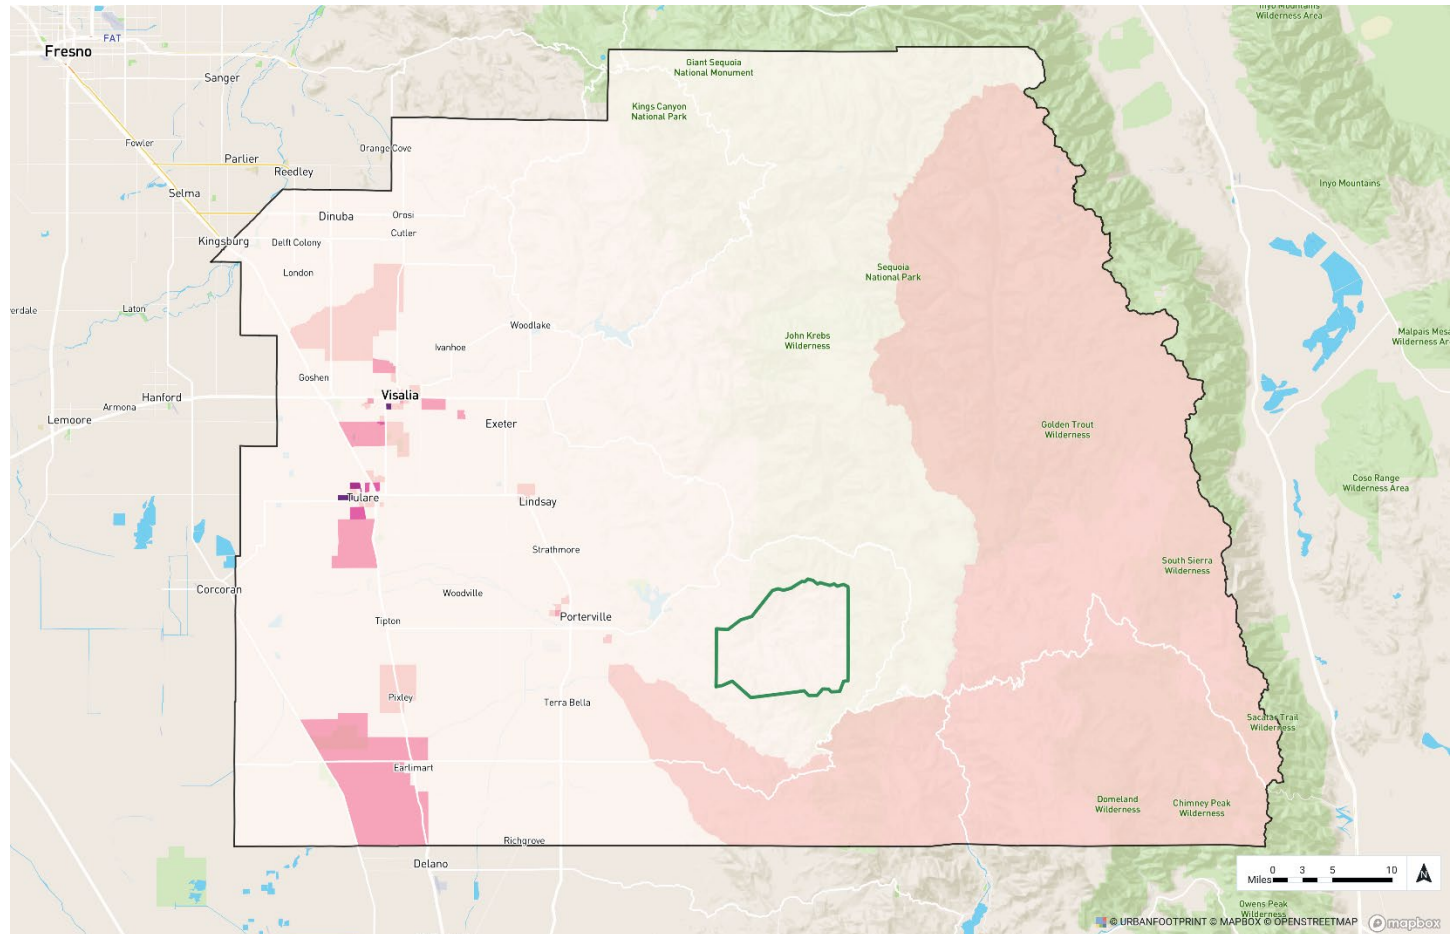 Inyo Mountains
Wilderness Area
FAT
Fresno
Giant Sequoia
National Monument
Sanger
Kings Canyon
National Park
Fowler
Orange Cove
Parlier
Reedley
Inyo Mountains
Selma
Dinuba
Orosi
Cutler
Kingsburg
Delft Colony
London
Sequoia
National Park
erdale
Laton
Woodlake
Malpais Mesa
Wilderness Ar
John Krebs
Wilderness
Ivanhoe
Goshen
Visalia
Hanford
Armona
Lemoore
Exeter
Golden Trout
Wilderness
Coso Range
Wilderness Area
Tulare
Lindsay
Strathmore
South Sierra
Wilderness
Corcoran
Woodville
Porterville
Tipton
Pixley
Terra Bella
Sacatar Trail
Wilderness
Earlimart
Domeland
Wilderness
Chimney Peak
Wilderness
Richgrove
Delano
0 3 5 10
Miles
N
Owens Peak
Wilderness
© URBANFOOTPRINT © MAPBOX © OPENSTREETMAP
mapbox